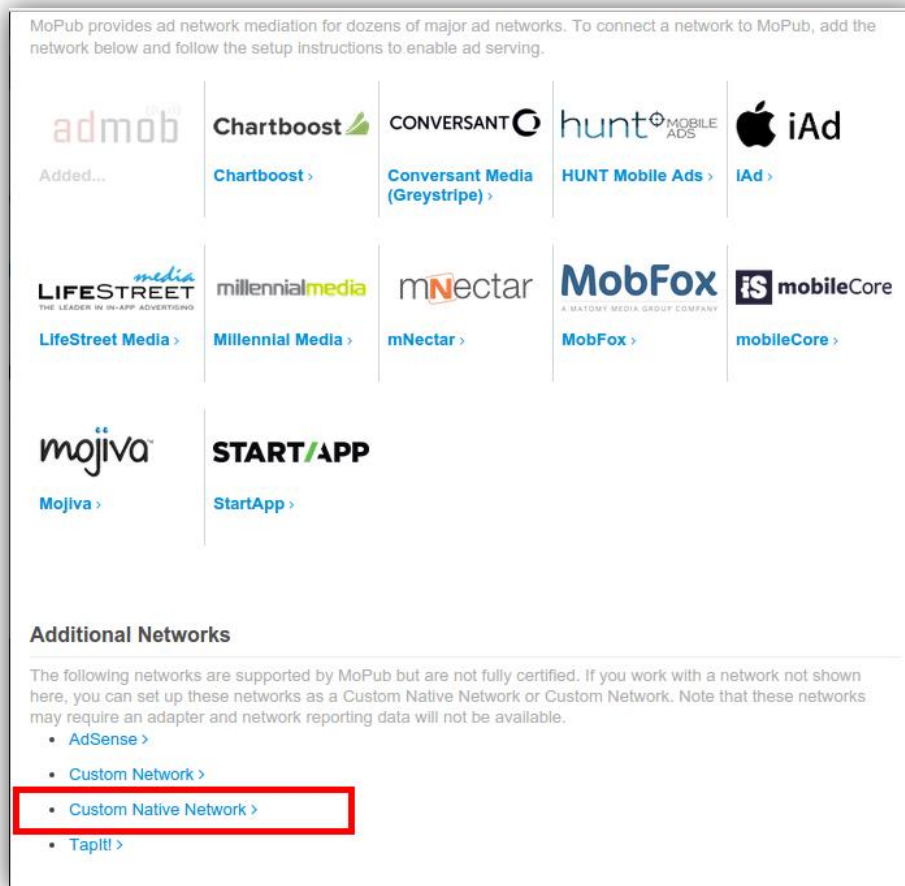 MoPub provides ad network mediation for dozens of major ad networks. To connect a network to MoPub, add the
network below and follow the setup instructions to enable ad serving.
admob
Chartboost
CONVERSANT
hunt MOBILE ADS
iAd
Added...
Chartboost ›
Conversant Media
(Greystripe) ›
HUNT Mobile Ads ›
iAd ›
LIFESTREET media
THE LEADER IN IN-APP ADVERTISING
millennialmedia
mNectar
MobFox
A MATOMY MEDIA GROUP COMPANY
iS mobileCore
LifeStreet Media ›
Millennial Media ›
mNectar ›
MobFox ›
mobileCore ›
mojiva™
START/APP
Mojiva ›
StartApp ›
Additional Networks
The following networks are supported by MoPub but are not fully certified. If you work with a network not shown
here, you can set up these networks as a Custom Native Network or Custom Network. Note that these networks
may require an adapter and network reporting data will not be available.
• AdSense >
• Custom Network >
• Custom Native Network >
• TapIt! >